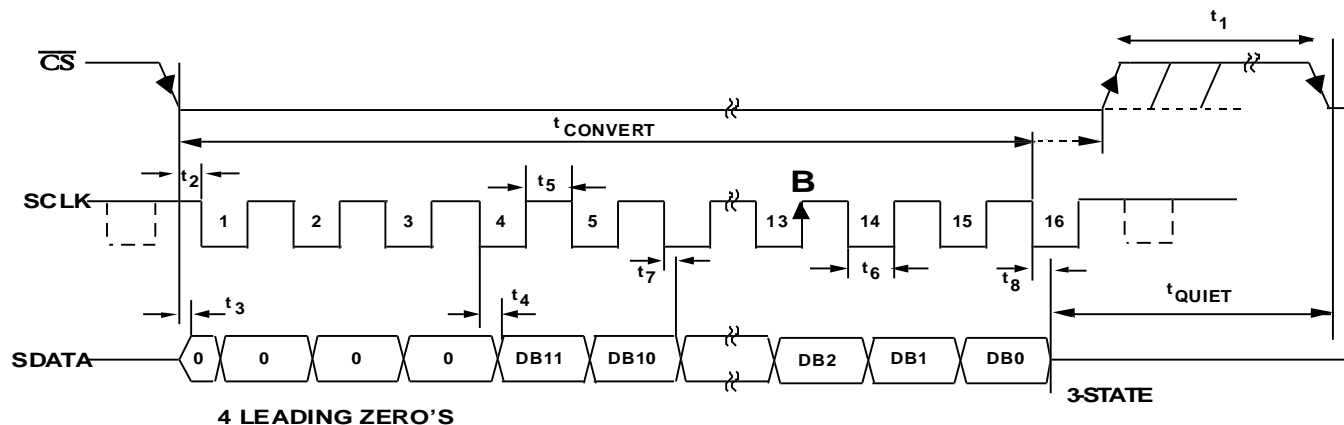 t1
CS
tCONVERT
t2
t5
B
SCLK
1
2
3
4
5
13
14
15
16
t7
t6
t8
t3
t4
tQUIET
SDATA
0
0
0
0
DB11
DB10
DB2
DB1
DB0
3-STATE
4 LEADING ZERO'S